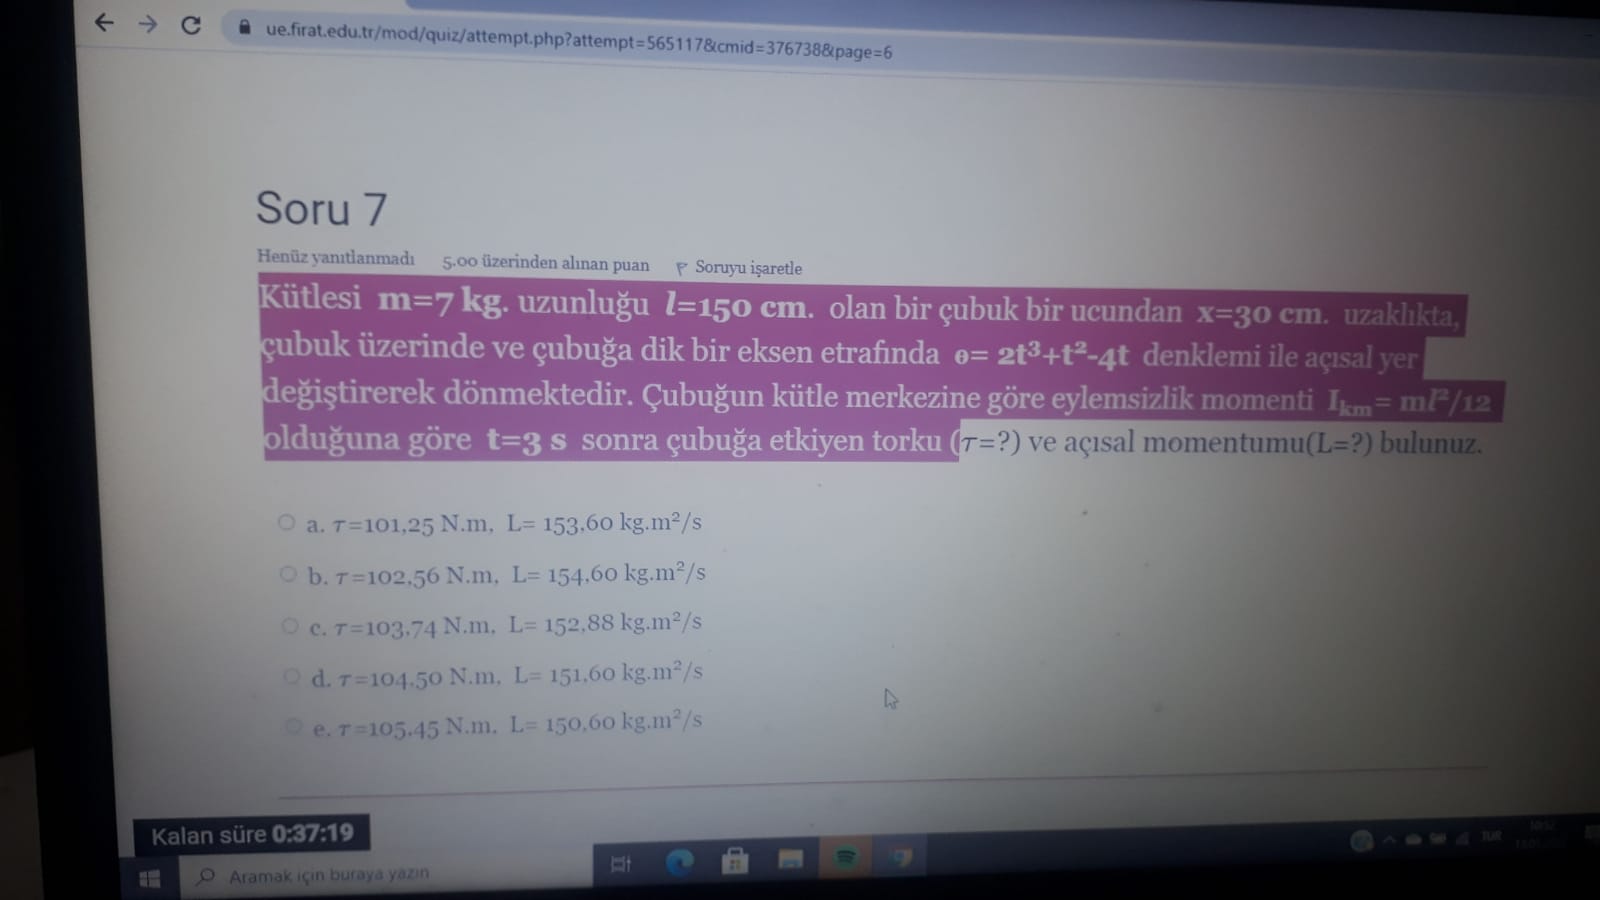 ue.firat.edu.tr/mod/quiz/attempt.php?attempt=565117&cmid=376738&page=6
Soru 7
Henüz yanıtlanmadı 5,00 üzerinden alınan puan Soruyu işaretle
Kütlesi m=7 kg. uzunluğu l=150 cm. olan bir çubuk bir ucundan x=30 cm. uzaklıkta,
çubuk üzerinde ve çubuğa dik bir eksen etrafında ɵ= 2t³+t²-4t denklemi ile açısal yer
değiştirerek dönmektedir. Çubuğun kütle merkezine göre eylemsizlik momenti Iₖₘ= ml²/12
olduğuna göre t=3 s sonra çubuğa etkiyen torku (τ=?) ve açısal momentumu(L=?) bulunuz.
a. τ=101,25 N.m, L= 153,60 kg.m²/s
b. τ=102,56 N.m, L= 154,60 kg.m²/s
c. τ=103,74 N.m, L= 152,88 kg.m²/s
d. τ=104,50 N.m, L= 151,60 kg.m²/s
e. τ=105,45 N.m, L= 150,60 kg.m²/s
Kalan süre 0:37:19
Aramak için buraya yazın
TUR